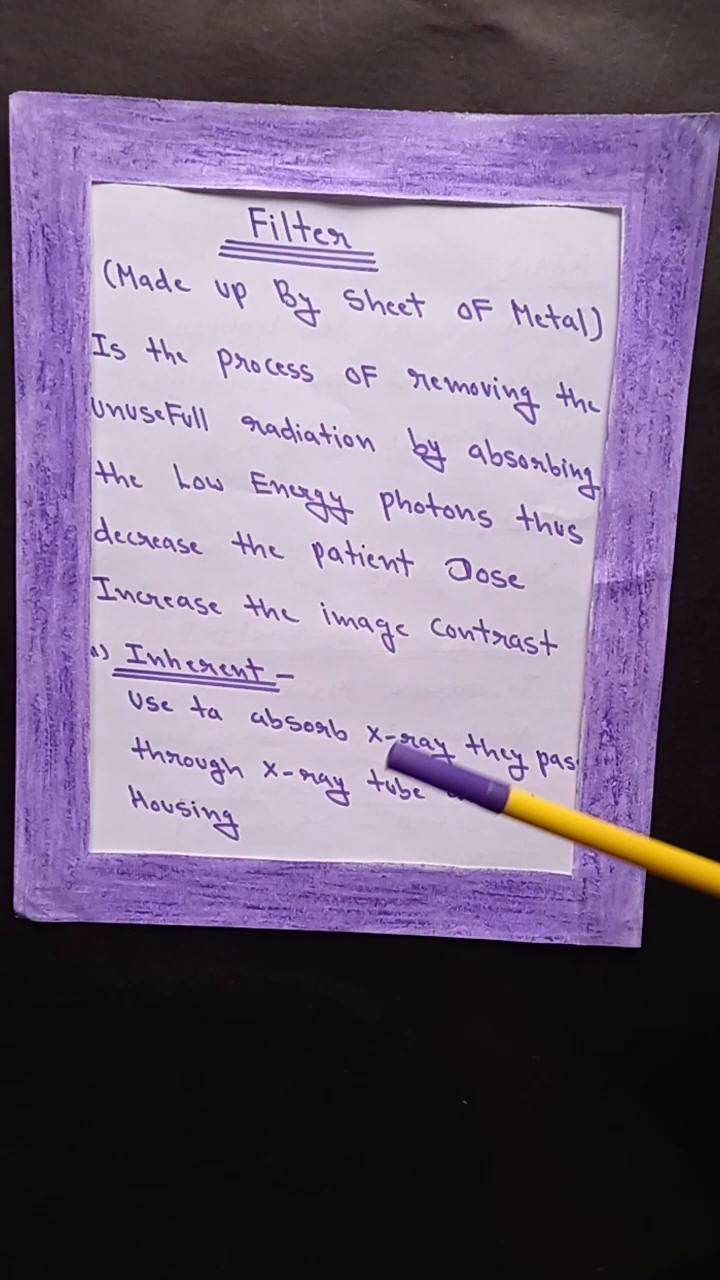 Filter
(Made up By Sheet OF Metal)
Is the process OF removing the
unuseFull radiation by absorbing
the Low Energy photons thus
decrease the patient Dose
Increase the image contrast
Inherent -
Use ta absorb x-ray they pas
through x-ray tube
Housing